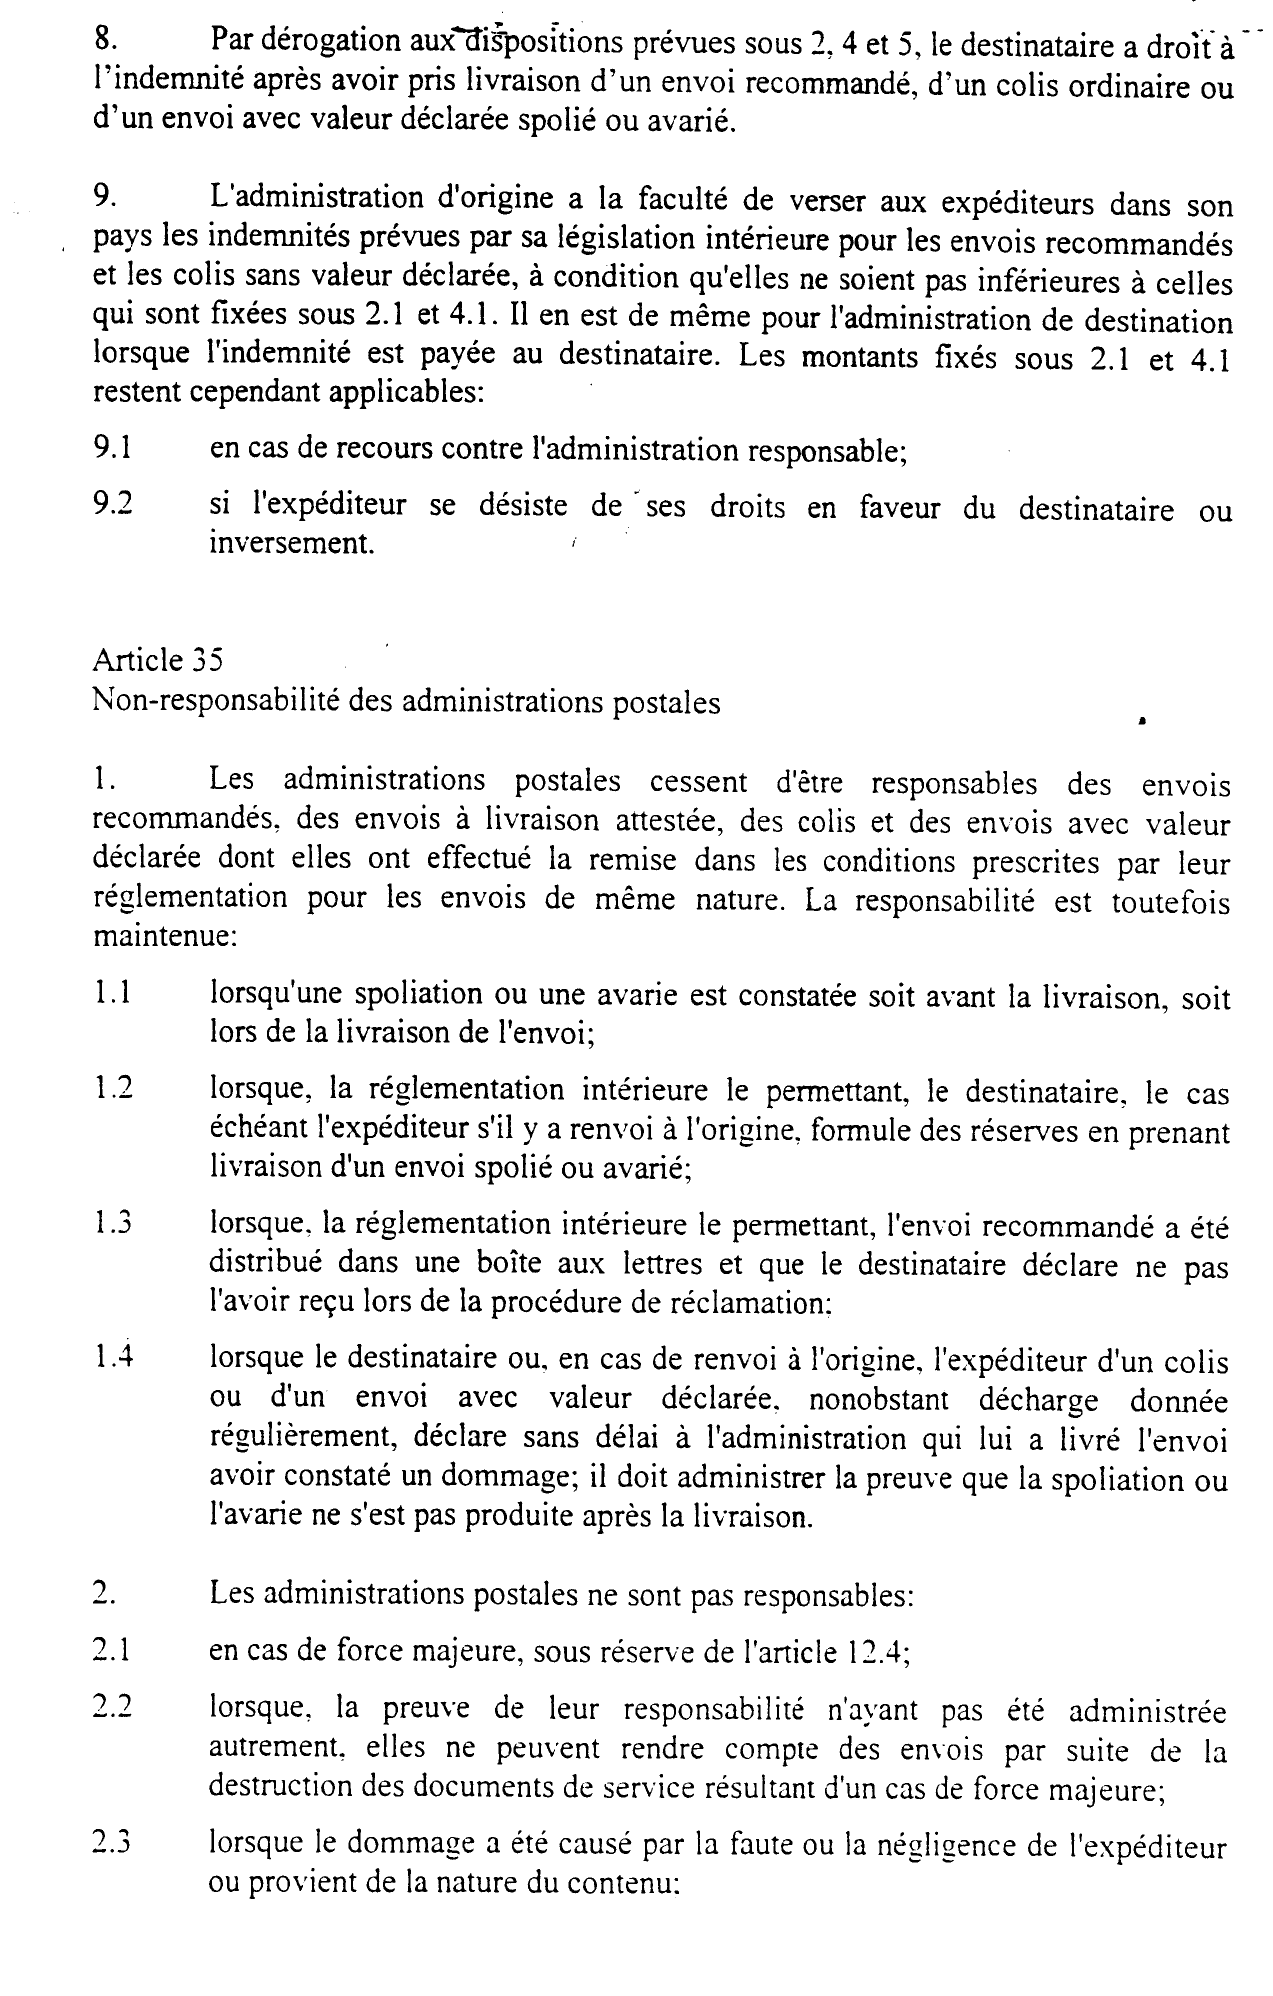 8. Par dérogation aux dispositions prévues sous 2, 4 et 5, le destinataire a droit à
l'indemnité après avoir pris livraison d'un envoi recommandé, d'un colis ordinaire ou
d'un envoi avec valeur déclarée spolié ou avarié.
9. L'administration d'origine a la faculté de verser aux expéditeurs dans son
pays les indemnités prévues par sa législation intérieure pour les envois recommandés
et les colis sans valeur déclarée, à condition qu'elles ne soient pas inférieures à celles
qui sont fixées sous 2.1 et 4.1. Il en est de même pour l'administration de destination
lorsque l'indemnité est payée au destinataire. Les montants fixés sous 2.1 et 4.1
restent cependant applicables:
9.1 en cas de recours contre l'administration responsable;
9.2 si l'expéditeur se désiste de ses droits en faveur du destinataire ou
inversement.
Article 35
Non-responsabilité des administrations postales
1. Les administrations postales cessent d'être responsables des envois
recommandés, des envois à livraison attestée, des colis et des envois avec valeur
déclarée dont elles ont effectué la remise dans les conditions prescrites par leur
réglementation pour les envois de même nature. La responsabilité est toutefois
maintenue:
1.1 lorsqu'une spoliation ou une avarie est constatée soit avant la livraison, soit
lors de la livraison de l'envoi;
1.2 lorsque, la réglementation intérieure le permettant, le destinataire, le cas
échéant l'expéditeur s'il y a renvoi à l'origine, formule des réserves en prenant
livraison d'un envoi spolié ou avarié;
1.3 lorsque, la réglementation intérieure le permettant, l'envoi recommandé a été
distribué dans une boîte aux lettres et que le destinataire déclare ne pas
l'avoir reçu lors de la procédure de réclamation;
1.4 lorsque le destinataire ou, en cas de renvoi à l'origine, l'expéditeur d'un colis
ou d'un envoi avec valeur déclarée, nonobstant décharge donnée
régulièrement, déclare sans délai à l'administration qui lui a livré l'envoi
avoir constaté un dommage; il doit administrer la preuve que la spoliation ou
l'avarie ne s'est pas produite après la livraison.
2. Les administrations postales ne sont pas responsables:
2.1 en cas de force majeure, sous réserve de l'article 12.4;
2.2 lorsque, la preuve de leur responsabilité n'ayant pas été administrée
autrement, elles ne peuvent rendre compte des envois par suite de la
destruction des documents de service résultant d'un cas de force majeure;
2.3 lorsque le dommage a été causé par la faute ou la négligence de l'expéditeur
ou provient de la nature du contenu: